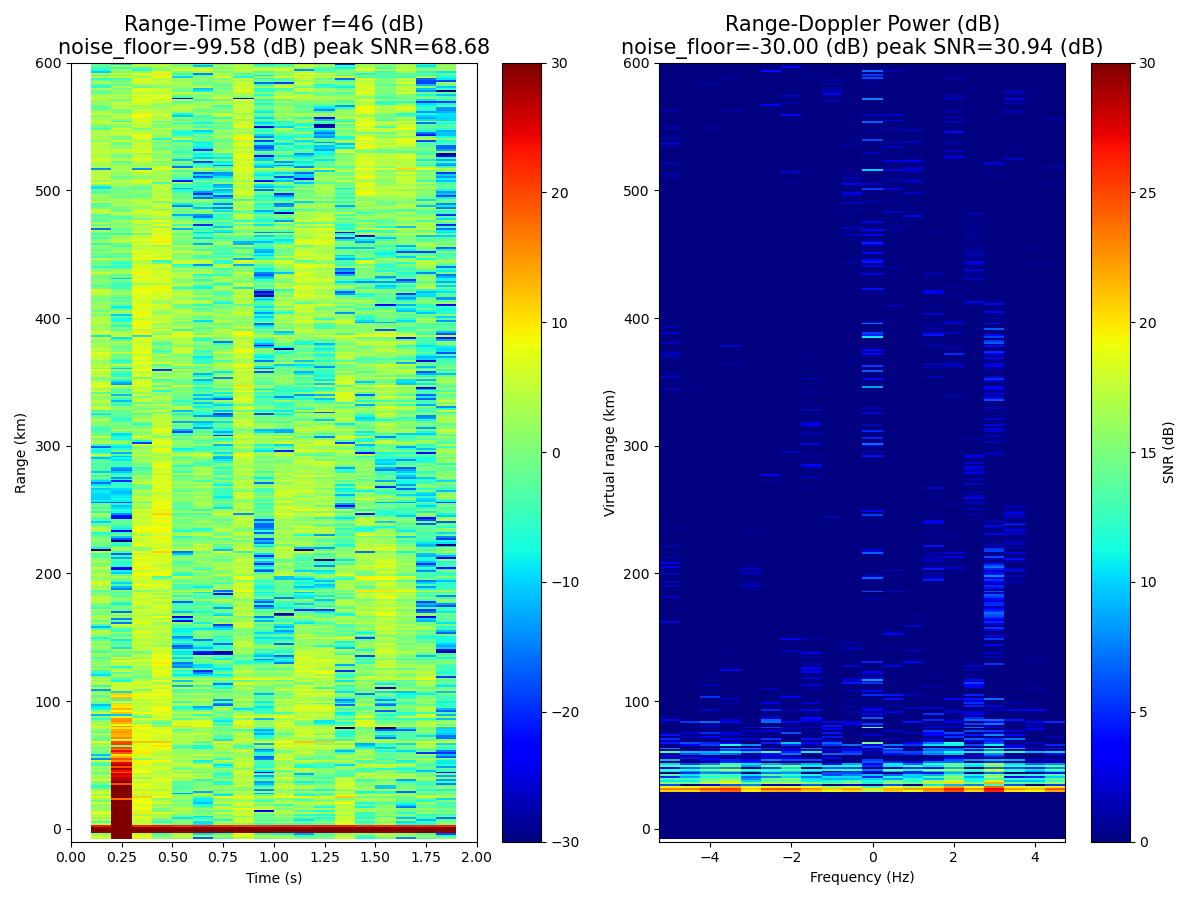 Range-Time Power f=46 (dB)
noise_floor=-99.58 (dB) peak SNR=68.68
Range (km)
600
500
400
300
200
100
0
0.00 0.25 0.50 0.75 1.00 1.25 1.50 1.75 2.00
Time (s)
30
20
10
0
−10
−20
−30
Range-Doppler Power (dB)
noise_floor=-30.00 (dB) peak SNR=30.94 (dB)
Virtual range (km)
600
500
400
300
200
100
0
−4 −2 0 2 4
Frequency (Hz)
30
25
20
15
10
5
0
SNR (dB)